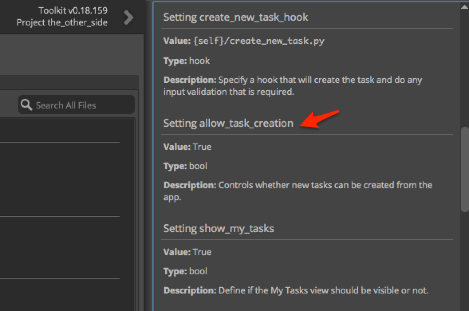 Toolkit v0.18.159
Project the_other_side
Search All Files
Setting create_new_task_hook
Value: {self}/create_new_task.py
Type: hook
Description: Specify a hook that will create the task and do any
input validation that is required.
Setting allow_task_creation
Value: True
Type: bool
Description: Controls whether new tasks can be created from the
app.
Setting show_my_tasks
Value: True
Type: bool
Description: Define if the My Tasks view should be visible or not.